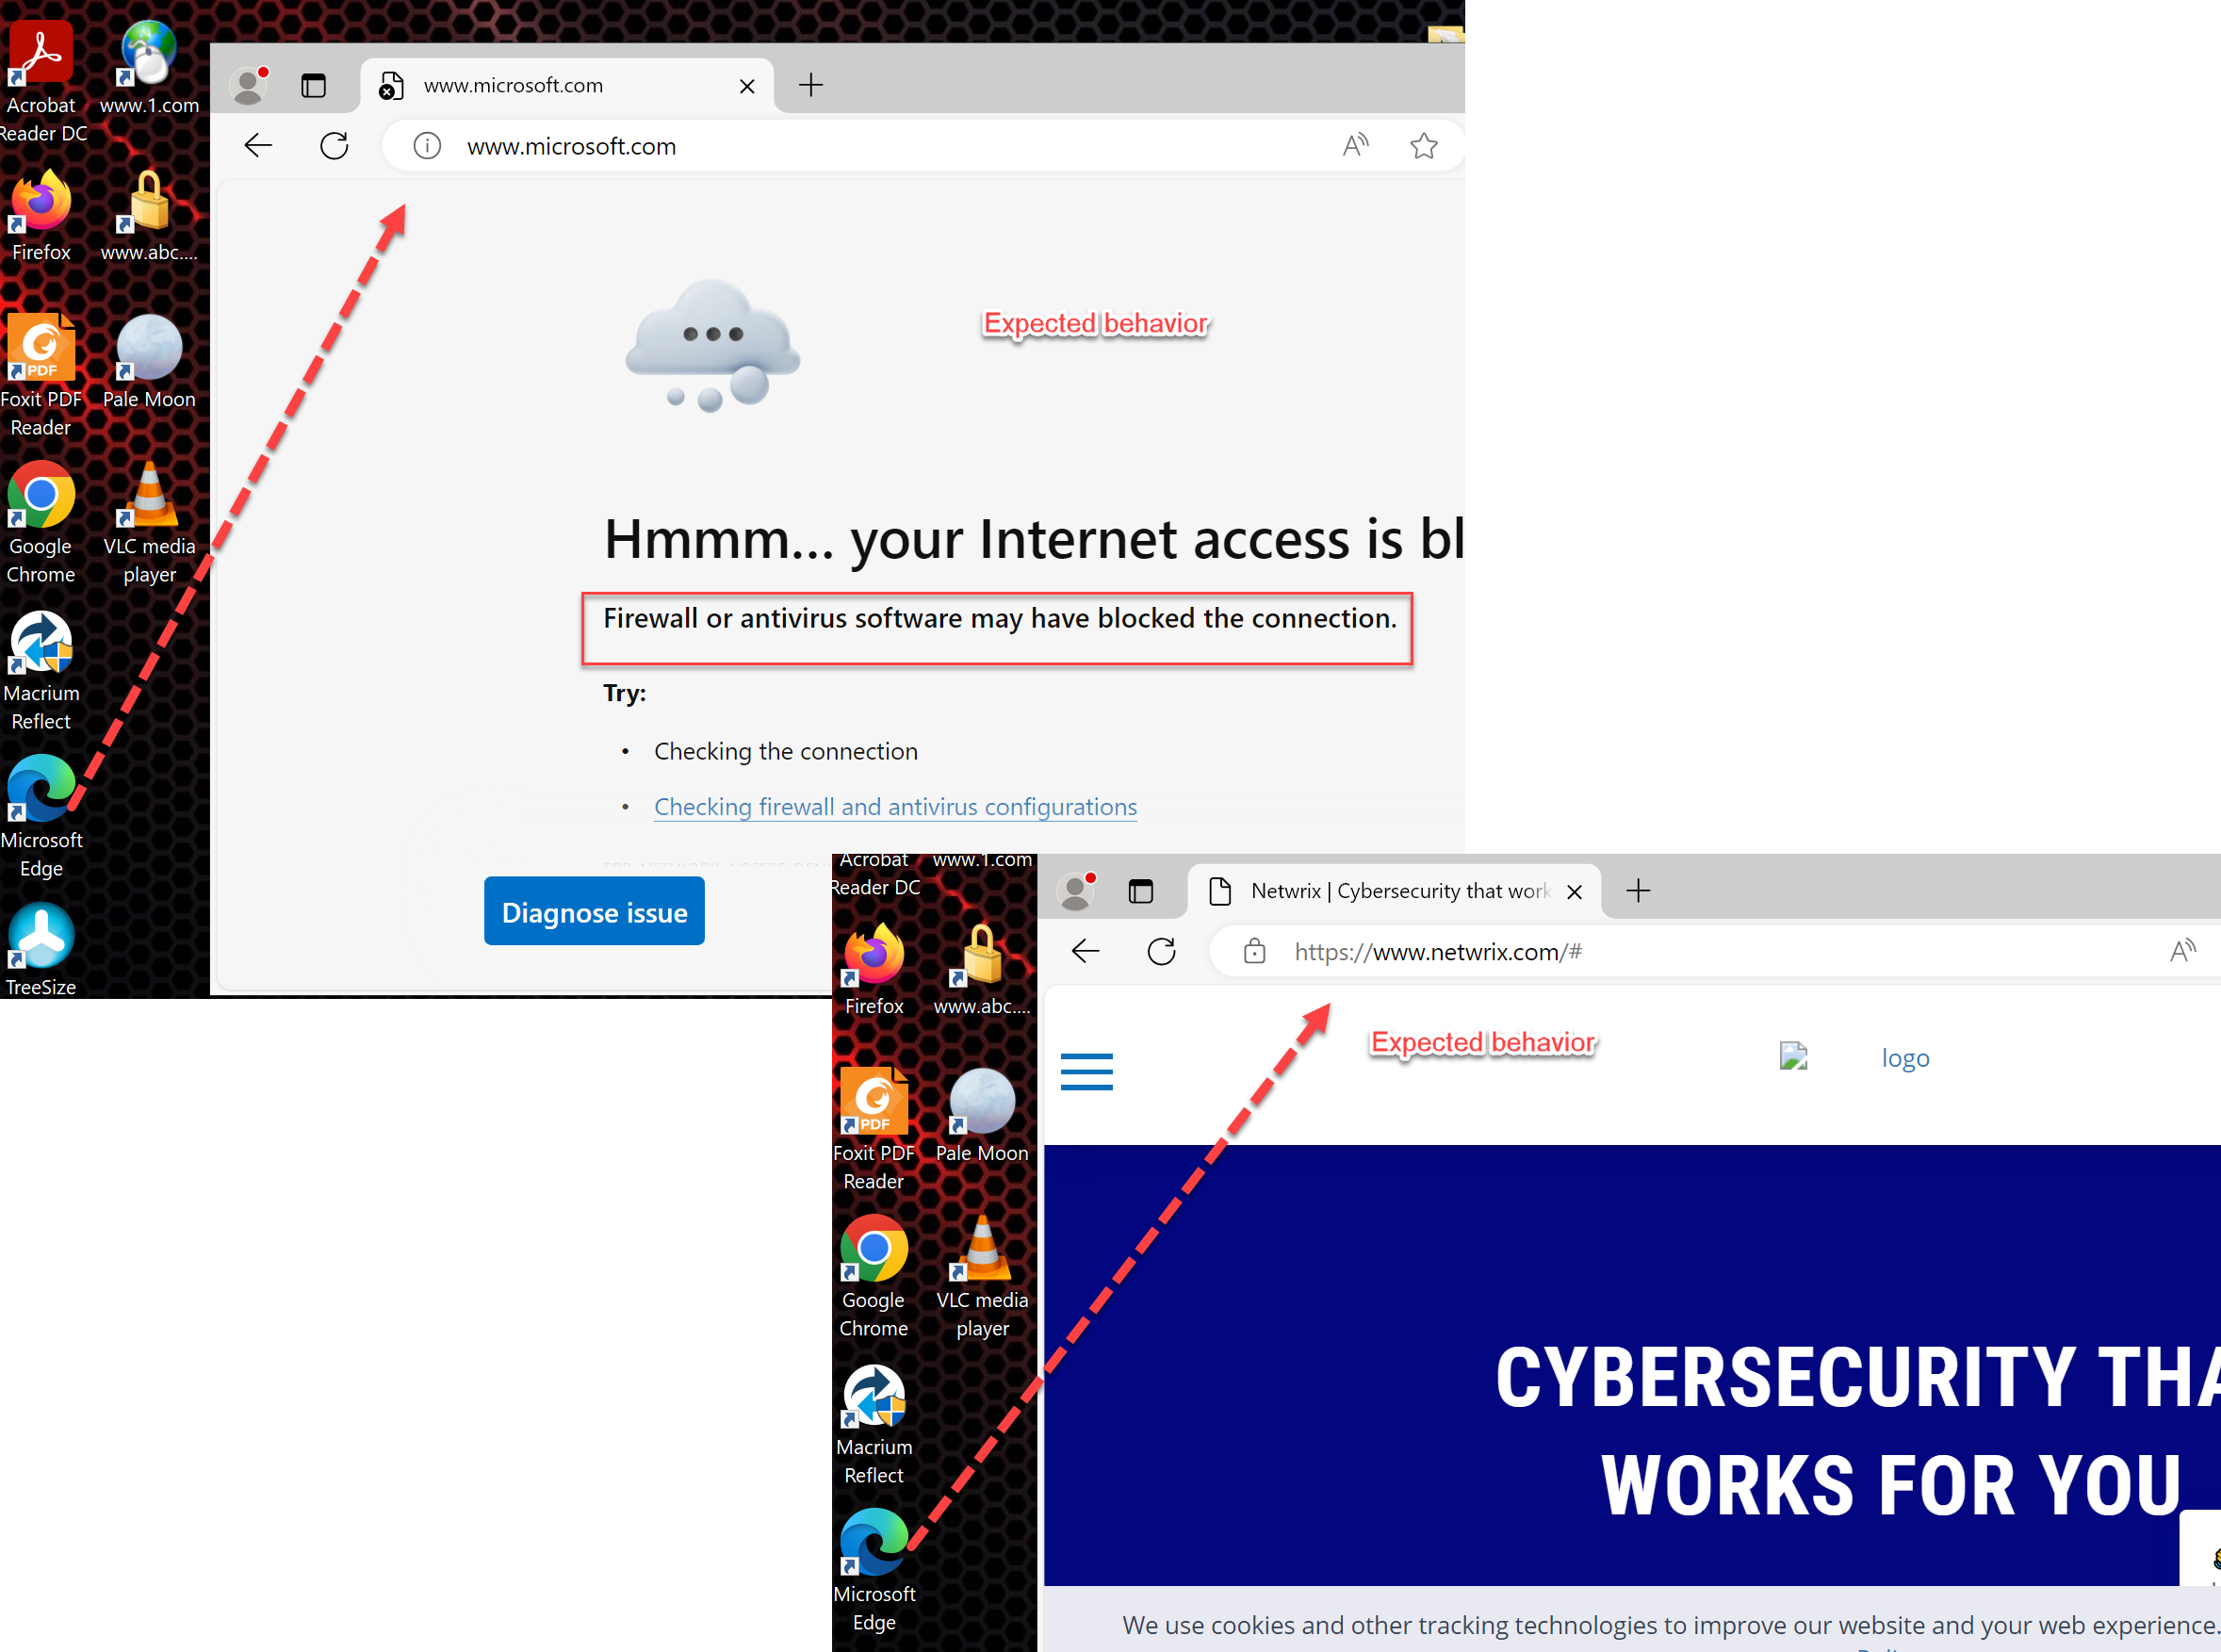 Acrobat
Reader DC
www.1.com
Firefox
www.abc....
Foxit PDF
Reader
Pale Moon
Google
Chrome
VLC media
player
Macrium
Reflect
Microsoft
Edge
TreeSize
www.microsoft.com
www.microsoft.com
Expected behavior
Hmmm... your Internet access is bl
Firewall or antivirus software may have blocked the connection.
Try:
• Checking the connection
• Checking firewall and antivirus configurations
Diagnose issue
Acrobat
Reader DC
www.1.com
Firefox
www.abc....
PDF
Foxit PDF
Reader
Pale Moon
Google
Chrome
VLC media
player
Macrium
Reflect
Microsoft
Edge
Netwrix | Cybersecurity that work
https://www.netwrix.com/#
Expected behavior
logo
CYBERSECURITY THA
WORKS FOR YOU
We use cookies and other tracking technologies to improve our website and your web experience.